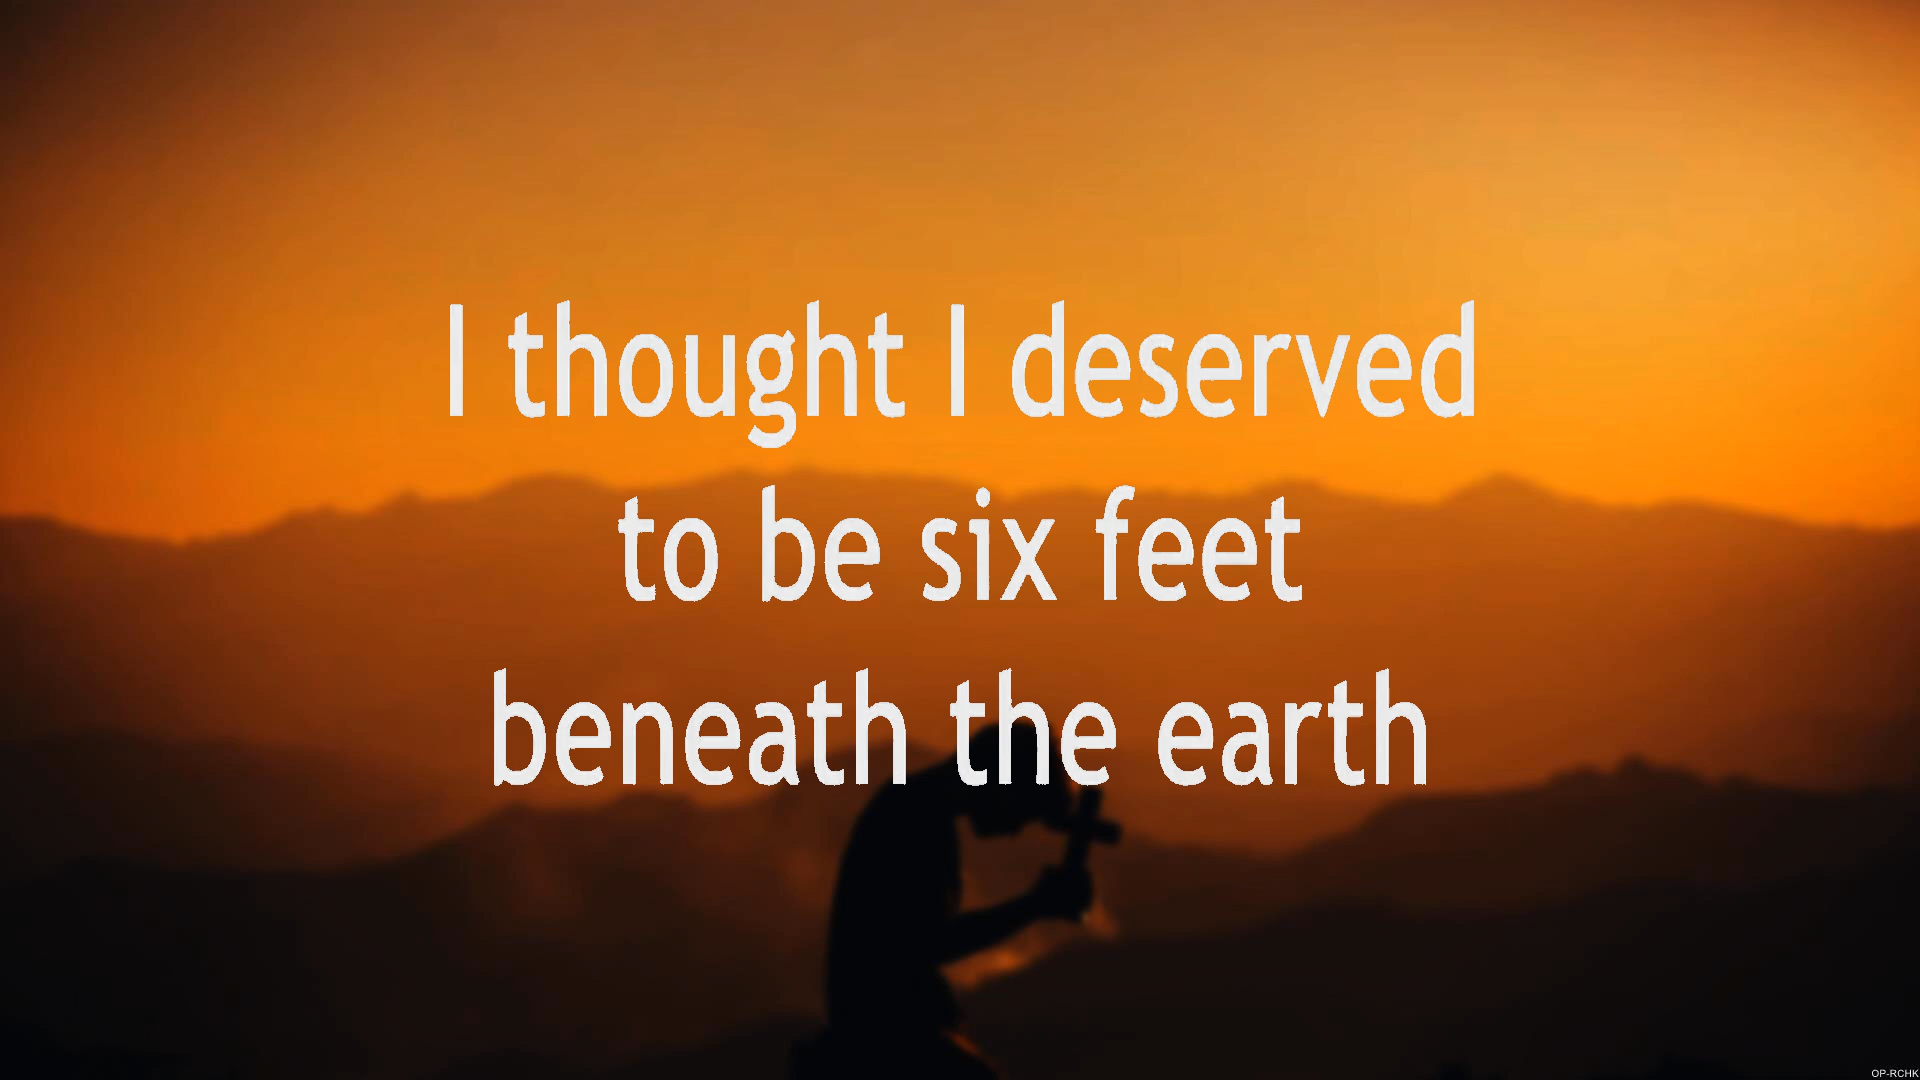 I thought I deserved
to be six feet
beneath the earth
OP-RCHK